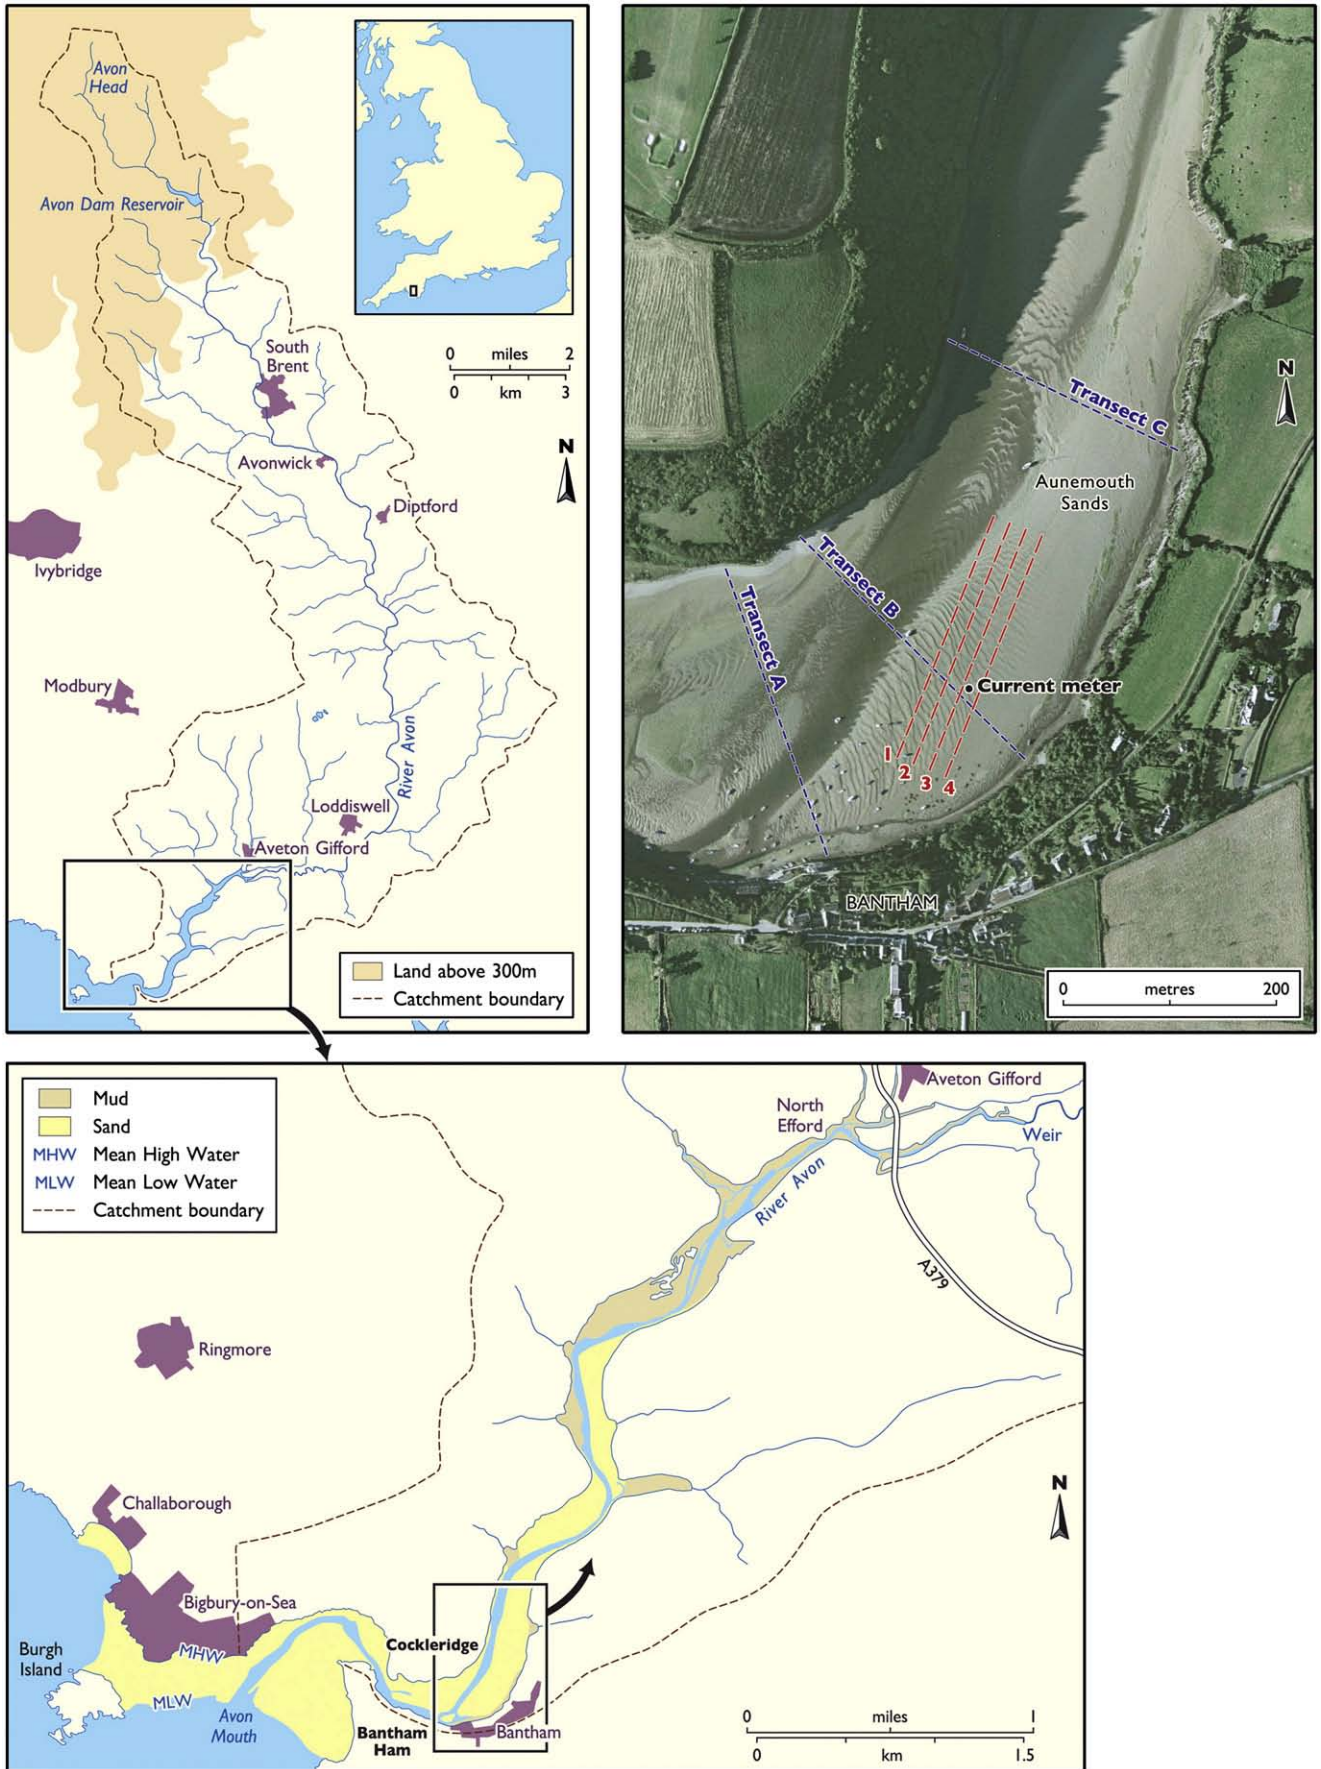 Avon
Head
Avon Dam Reservoir
South
Brent
0 miles 2
0 km 3
N
Avonwick
Diptford
Ivybridge
Modbury
River Avon
Loddiswell
Aveton Gifford
Land above 300m
Catchment boundary
Transect C
N
Aunemouth
Sands
Transect B
Transect A
Current meter
1
2
3
4
BANTHAM
0 metres 200
Mud
Sand
MHW Mean High Water
MLW Mean Low Water
Catchment boundary
Aveton Gifford
North
Efford
Weir
River Avon
A379
Ringmore
Challaborough
N
Bigbury-on-Sea
Cockleridge
Burgh
Island
MHW
MLW
Avon
Mouth
Bantham
Ham
Bantham
0 miles 1
0 km 1.5